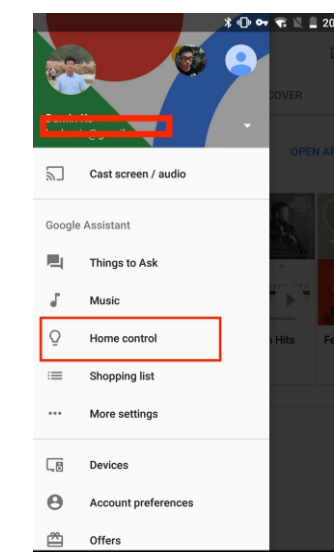 20
COVER
Cast screen / audio
OPEN
Google Assistant
Things to Ask
Music
Home control
Hits
Shopping list
More settings
Devices
Account preferences
Offers